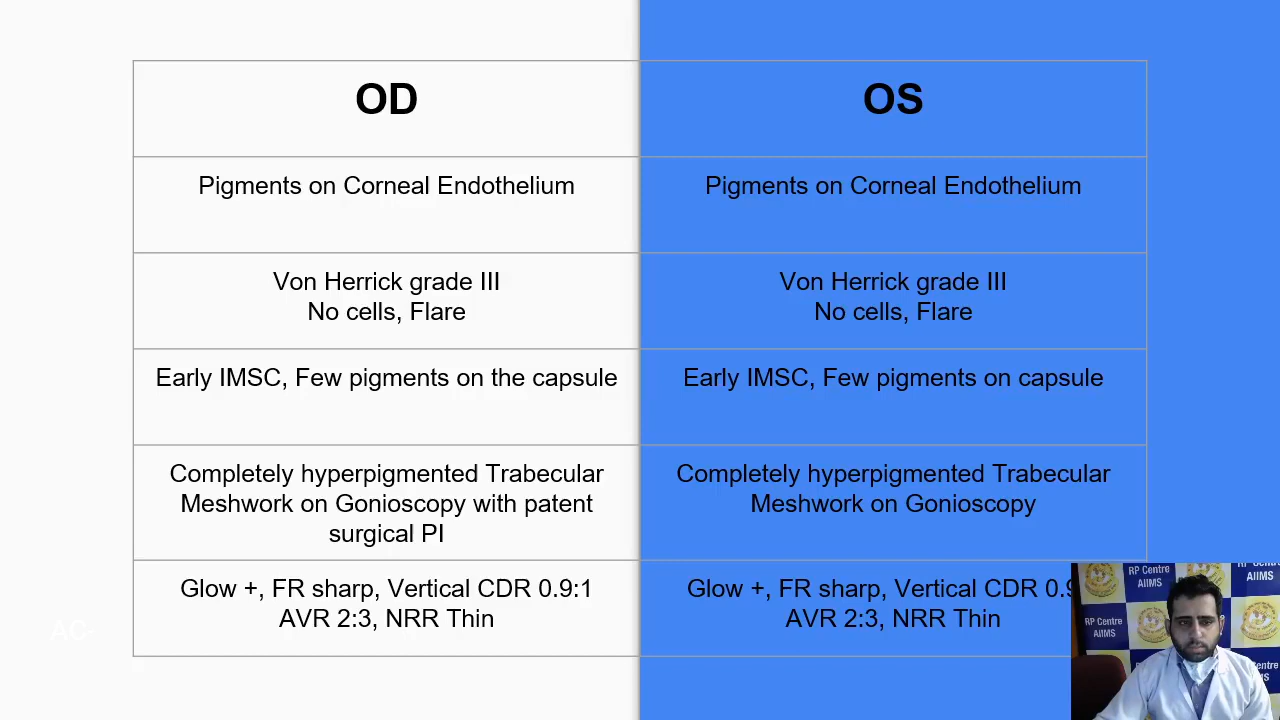 OD
OS
Pigments on Corneal Endothelium
Pigments on Corneal Endothelium
Von Herrick grade III
No cells, Flare
Von Herrick grade III
No cells, Flare
Early IMSC, Few pigments on the capsule
Early IMSC, Few pigments on capsule
Completely hyperpigmented Trabecular
Meshwork on Gonioscopy with patent
surgical PI
Completely hyperpigmented Trabecular
Meshwork on Gonioscopy
Glow +, FR sharp, Vertical CDR 0.9:1
AVR 2:3, NRR Thin
Glow +, FR sharp, Vertical CDR 0.9
AVR 2:3, NRR Thin
AC-
RP Centre
AIIMS
RP Centre
AIIMS
RP Centre
AIIMS
Centre
AIIMS